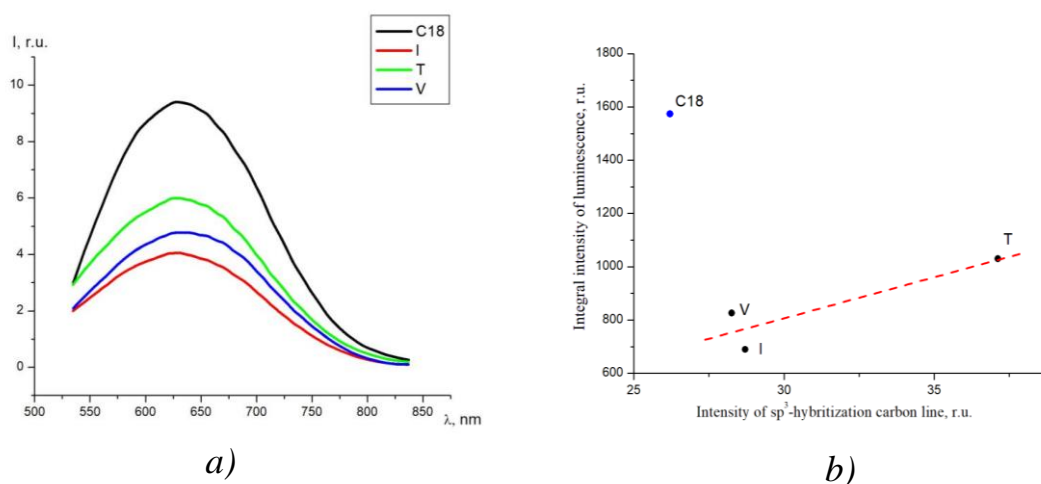 I, r.u.
C18
I
T
V
10
8
6
4
2
0
500 550 600 650 700 750 800 850
λ, nm
a)
1800
1600
1400
1200
1000
800
600
Integral intensity of luminescence, r.u.
C18
T
V
I
25 30 35
Intensity of sp³-hybritization carbon line, r.u.
b)